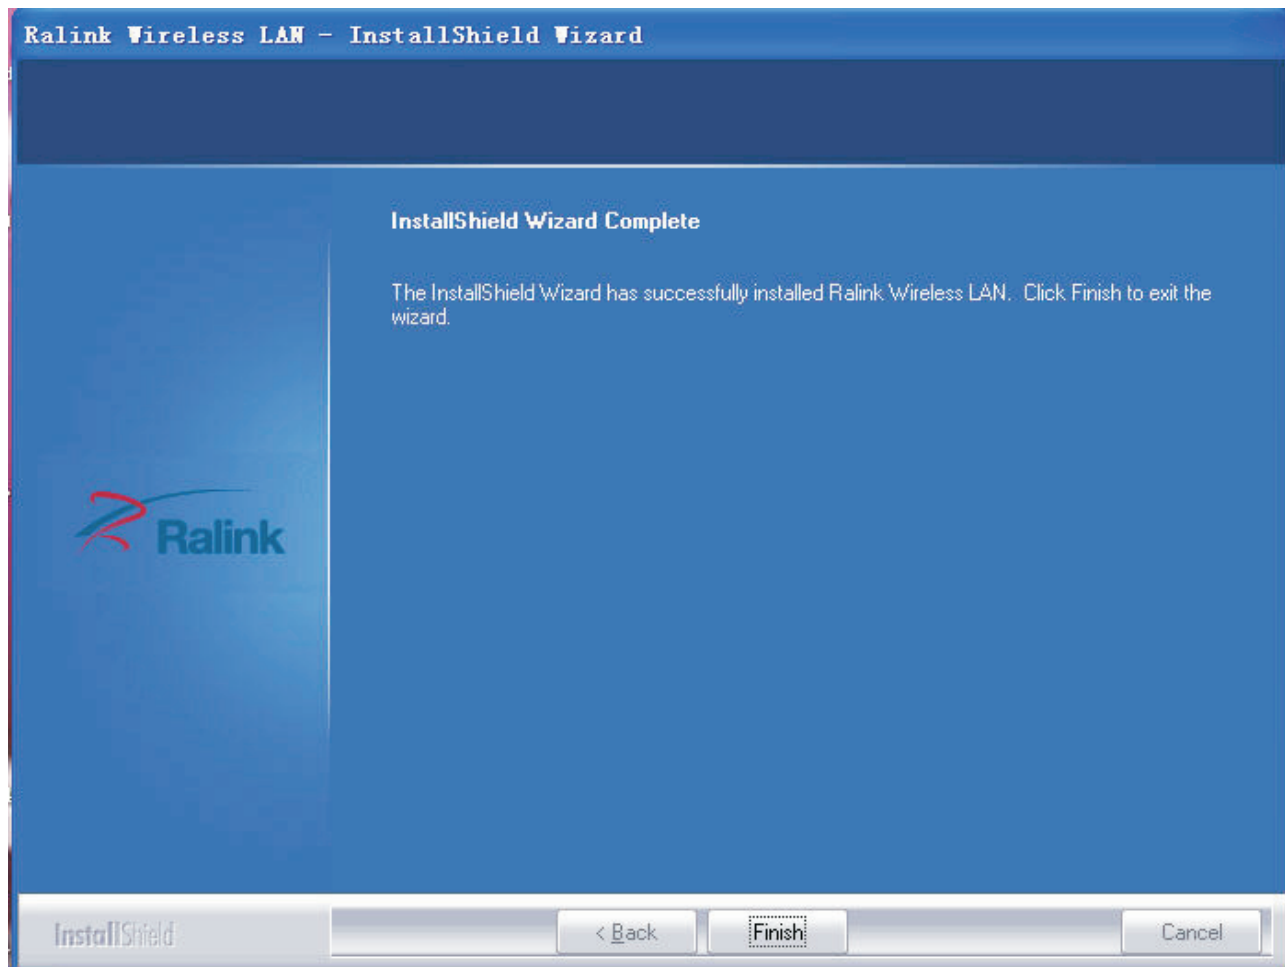 Ralink Wireless LAN - InstallShield Wizard
InstallShield Wizard Complete
The InstallShield Wizard has successfully installed Ralink Wireless LAN.  Click Finish to exit the
wizard.
Ralink
InstallShield
< Back
Finish
Cancel